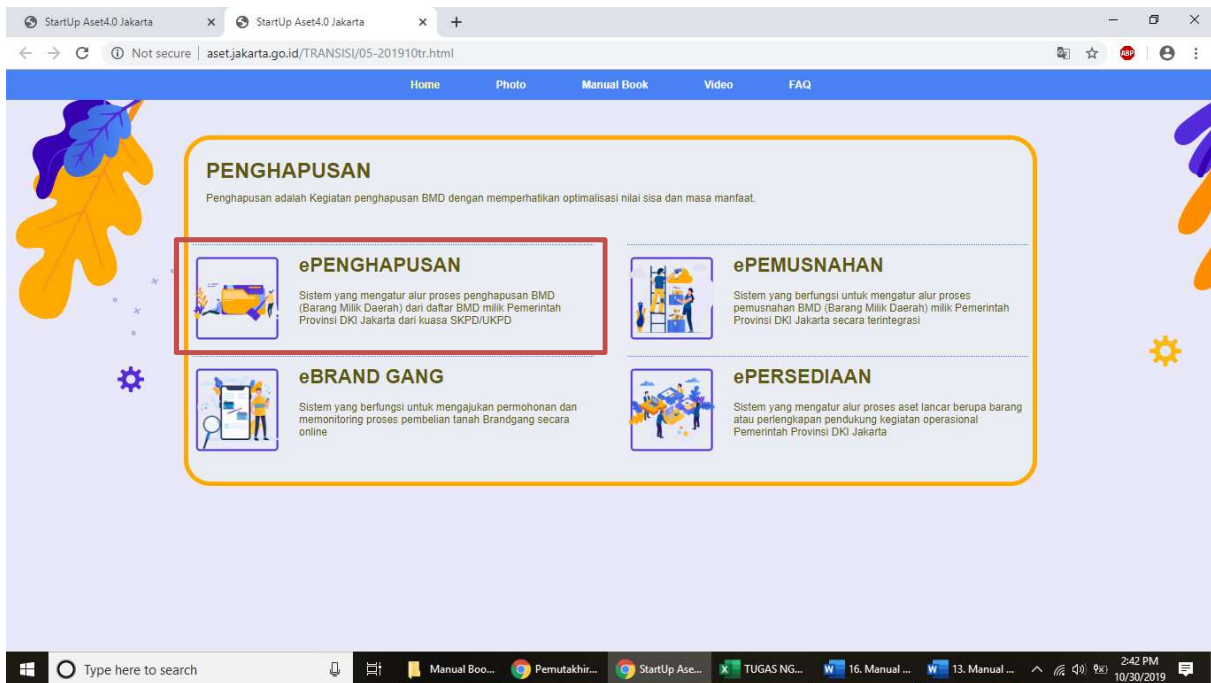 StartUp Aset4.0 Jakarta
StartUp Aset4.0 Jakarta
Not secure | aset.jakarta.go.id/TRANSISI/05-201910tr.html
ABP
Home Photo Manual Book Video FAQ
PENGHAPUSAN
Penghapusan adalah Kegiatan penghapusan BMD dengan memperhatikan optimalisasi nilai sisa dan masa manfaat.
ePENGHAPUSAN
Sistem yang mengatur alur proses penghapusan BMD
(Barang Milik Daerah) dari daftar BMD milik Pemerintah
Provinsi DKI Jakarta dari kuasa SKPD/UKPD
ePEMUSNAHAN
Sistem yang berfungsi untuk mengatur alur proses
pemusnahan BMD (Barang Milik Daerah) milik Pemerintah
Provinsi DKI Jakarta secara terintegrasi
eBRAND GANG
Sistem yang berfungsi untuk mengajukan permohonan dan
memonitoring proses pembelian tanah Brandgang secara
online
ePERSEDIAAN
Sistem yang mengatur alur proses aset lancar berupa barang
atau perlengkapan pendukung kegiatan operasional
Pemerintah Provinsi DKI Jakarta
Type here to search
Manual Boo...
Pemutakhir...
StartUp Ase...
TUGAS NG...
16. Manual ...
13. Manual ...
2:42 PM
10/30/2019